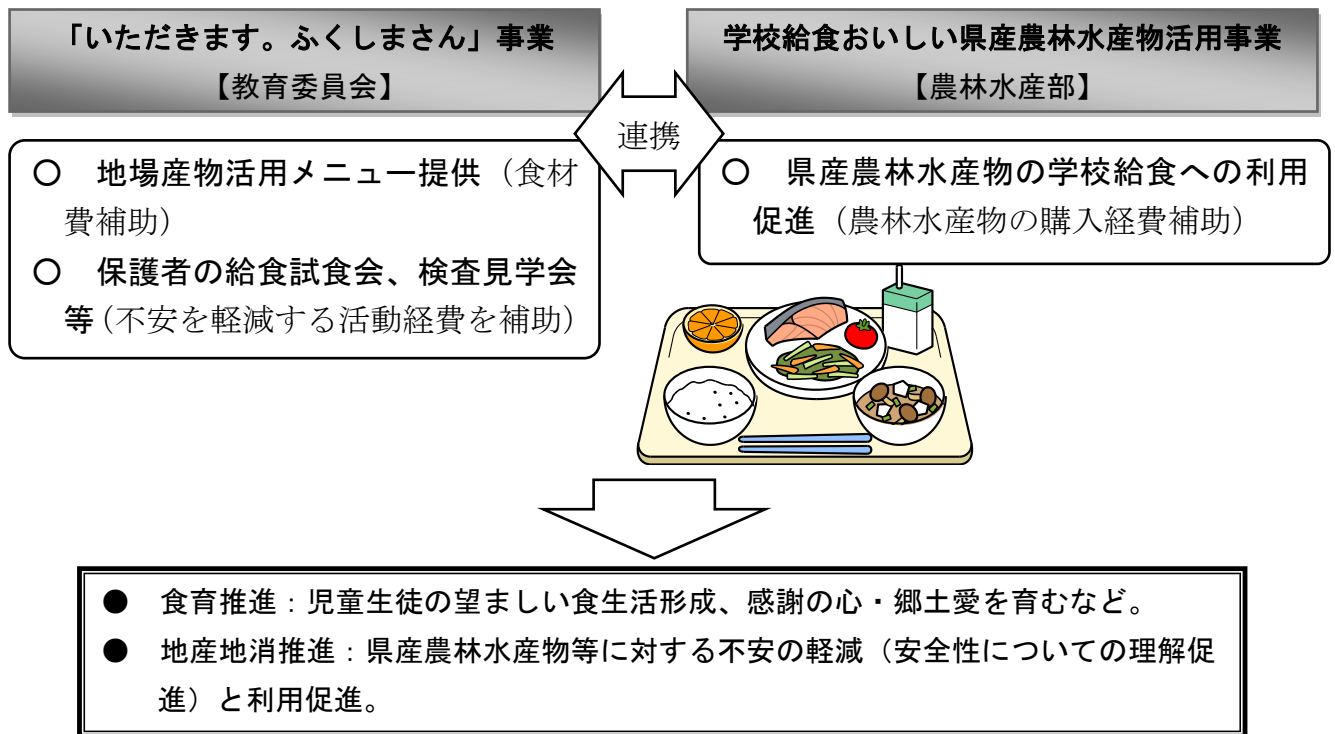 「いただきます。ふくしまさん」事業
【教育委員会】
学校給食おいしい県産農林水産物活用事業
【農林水産部】
連携
○　地場産物活用メニュー提供（食材
費補助）
○　保護者の給食試食会、検査見学会
等（不安を軽減する活動経費を補助）
○　県産農林水産物の学校給食への利用
促進（農林水産物の購入経費補助）
●　食育推進：児童生徒の望ましい食生活形成、感謝の心・郷土愛を育むなど。
●　地産地消推進：県産農林水産物等に対する不安の軽減（安全性についての理解促
進）と利用促進。